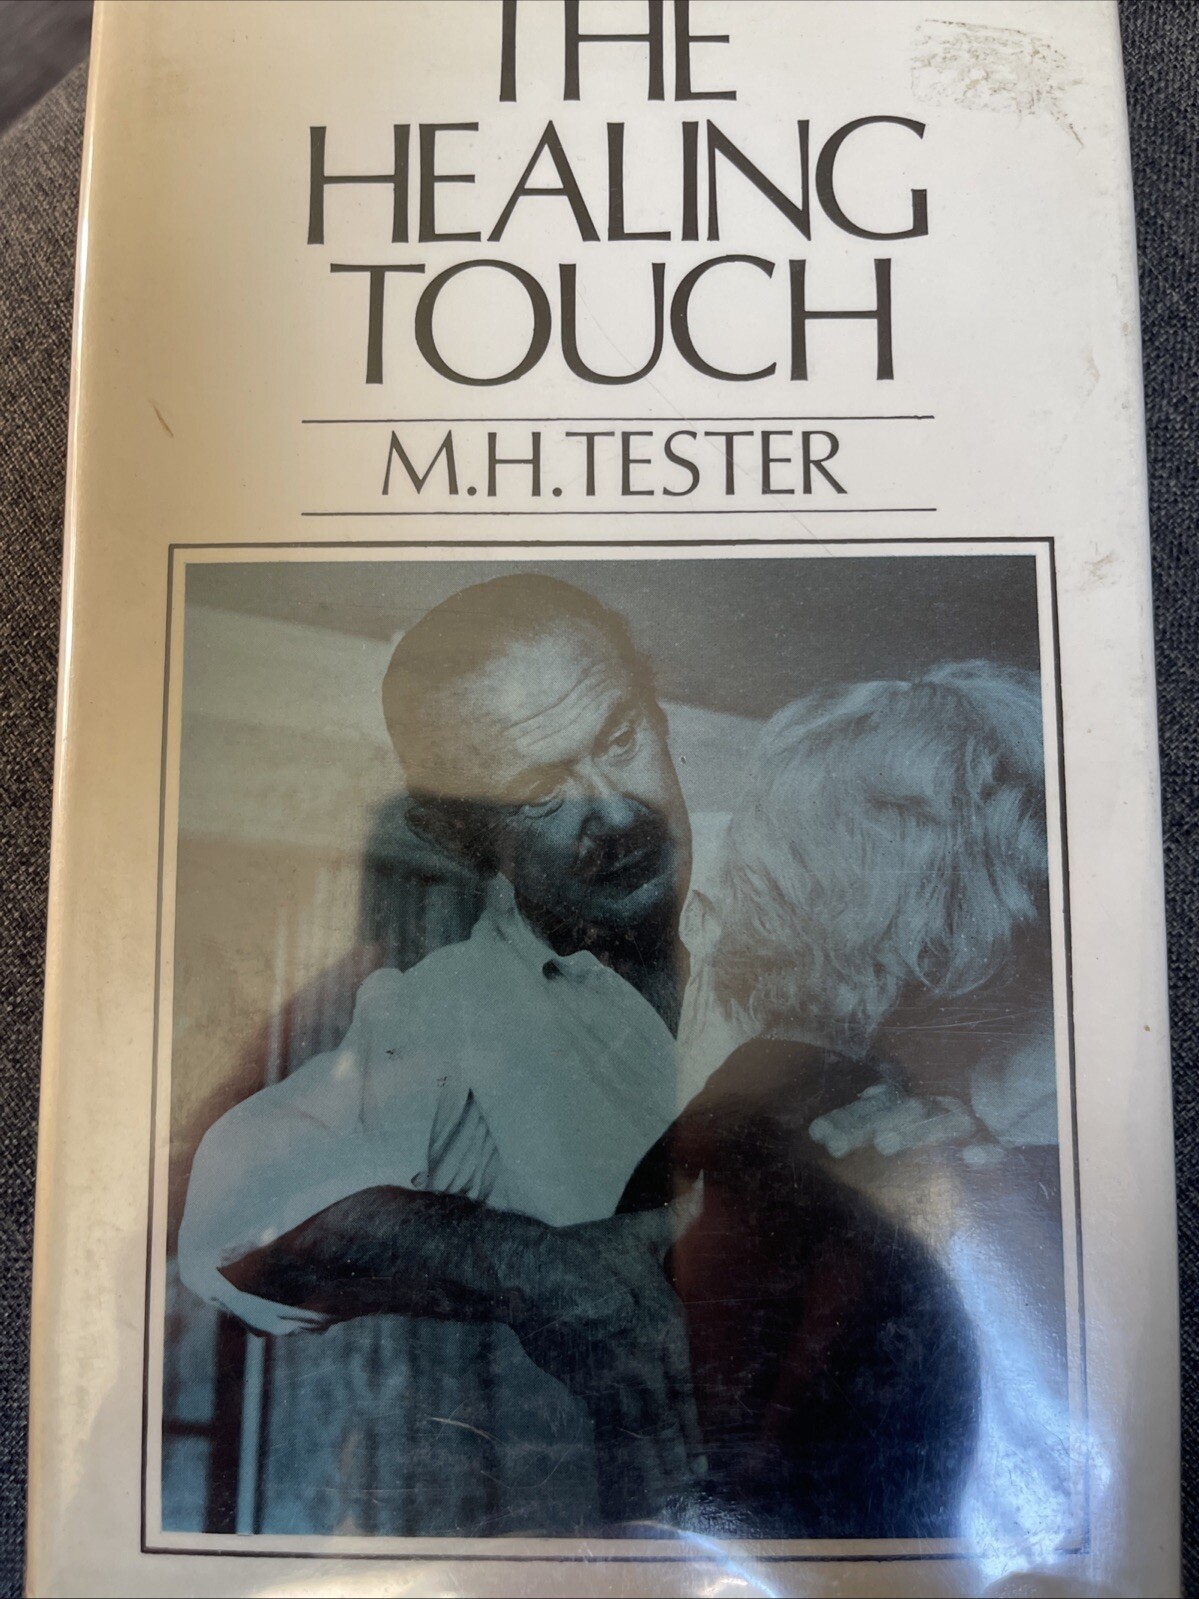 THE
HEALING
TOUCH
M.H.TESTER